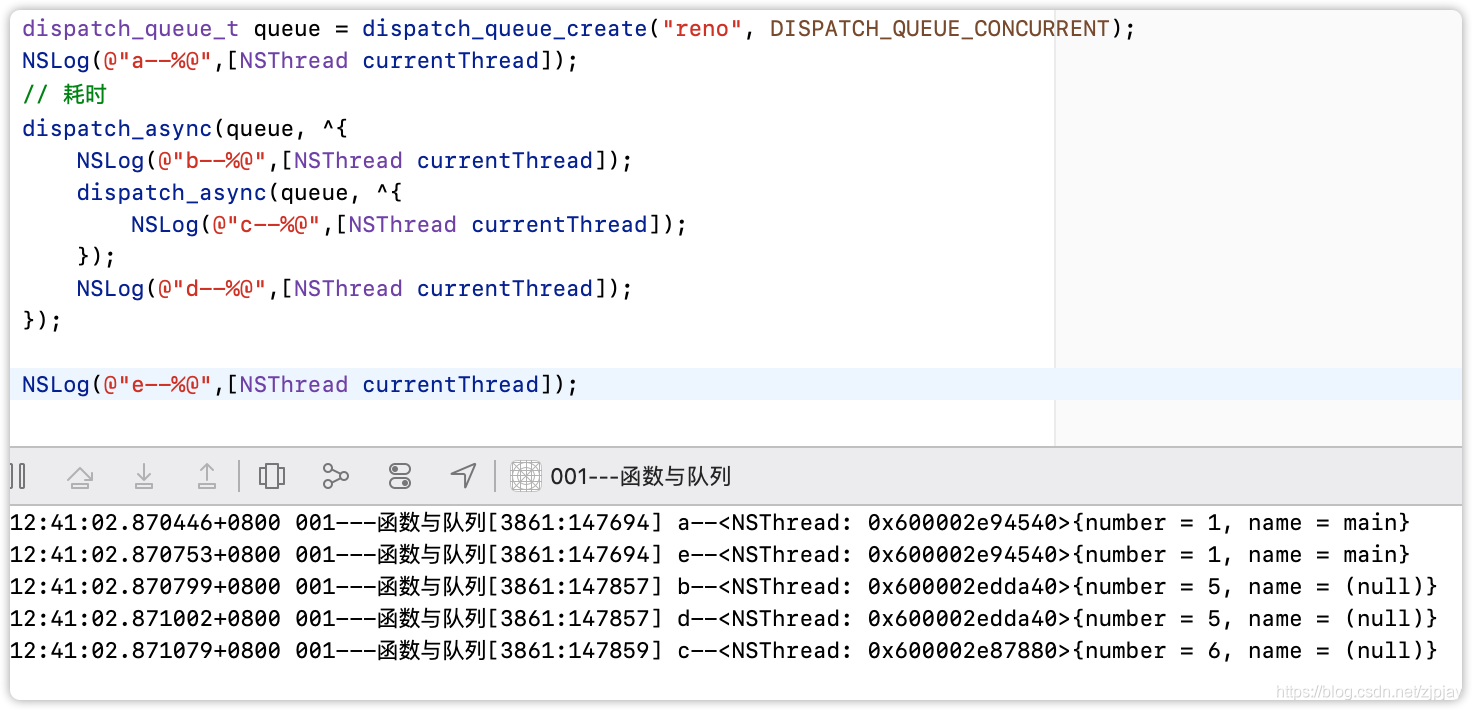 dispatch_queue_t queue = dispatch_queue_create("reno", DISPATCH_QUEUE_CONCURRENT);
NSLog(@"a--%@",[NSThread currentThread]);
// 耗时
dispatch_async(queue, ^{
    NSLog(@"b--%@",[NSThread currentThread]);
    dispatch_async(queue, ^{
        NSLog(@"c--%@",[NSThread currentThread]);
    });
    NSLog(@"d--%@",[NSThread currentThread]);
});
NSLog(@"e--%@",[NSThread currentThread]);
001---函数与队列
12:41:02.870446+0800 001---函数与队列[3861:147694] a--<NSThread: 0x600002e94540>{number = 1, name = main}
12:41:02.870753+0800 001---函数与队列[3861:147694] e--<NSThread: 0x600002e94540>{number = 1, name = main}
12:41:02.870799+0800 001---函数与队列[3861:147857] b--<NSThread: 0x600002edda40>{number = 5, name = (null)}
12:41:02.871002+0800 001---函数与队列[3861:147857] d--<NSThread: 0x600002edda40>{number = 5, name = (null)}
12:41:02.871079+0800 001---函数与队列[3861:147859] c--<NSThread: 0x600002e87880>{number = 6, name = (null)}
https://blog.csdn.net/zjpjay